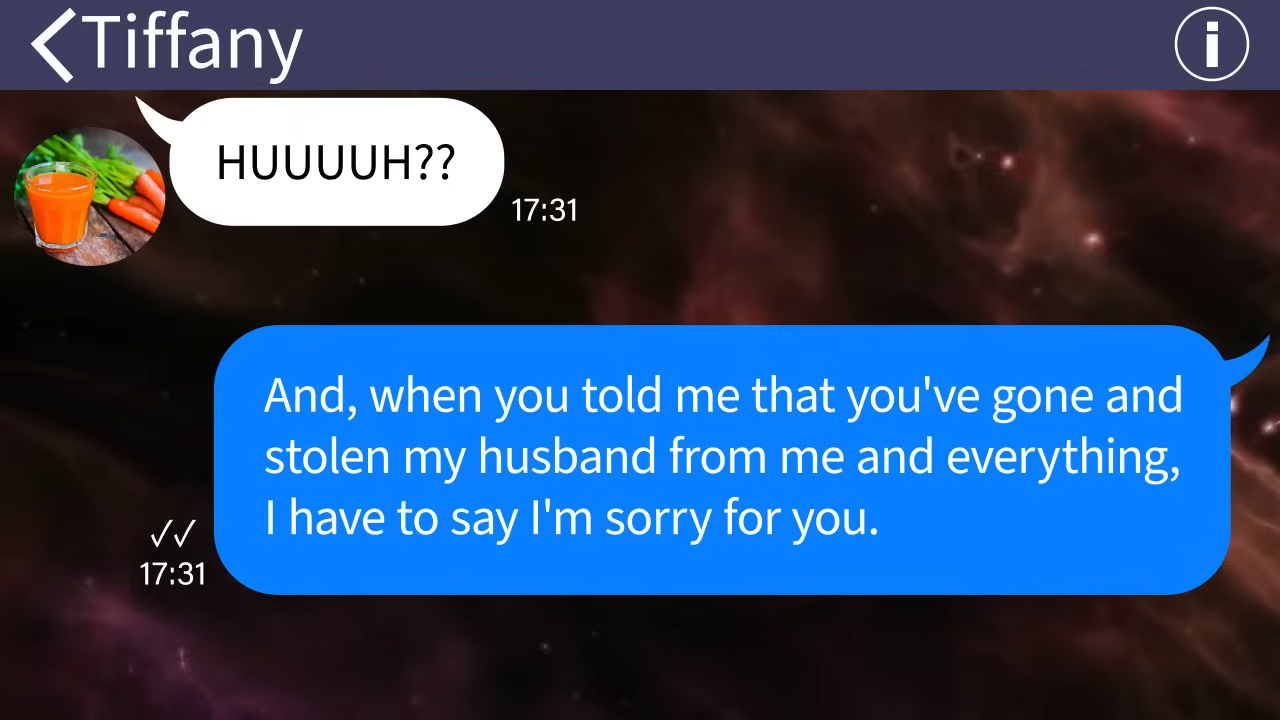 Tiffany
HUUUUH??
17:31
And, when you told me that you've gone and
stolen my husband from me and everything,
I have to say I'm sorry for you.
17:31